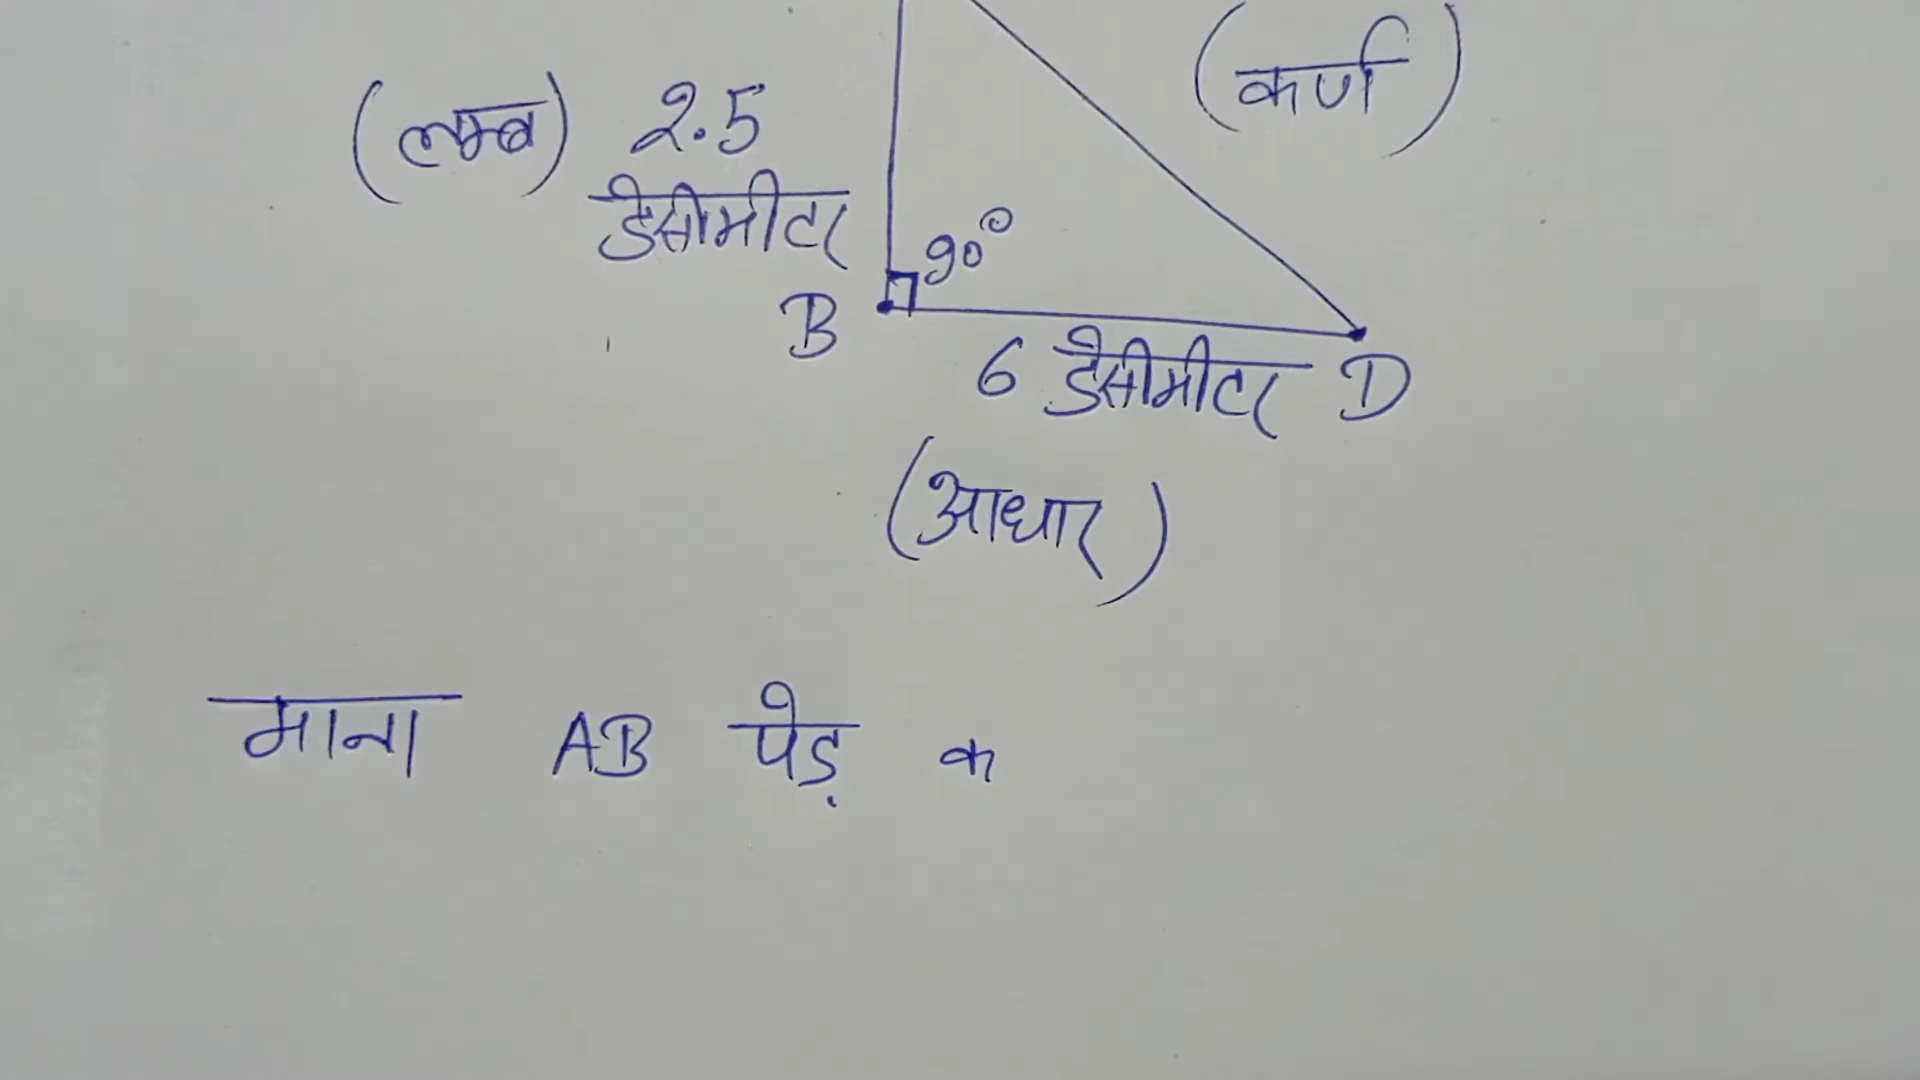 (कर्ण)
(लम्ब) 2.5
डेसीमीटर
90°
B
6 डेसीमीटर D
(आधार)
माना AB पेड़ क